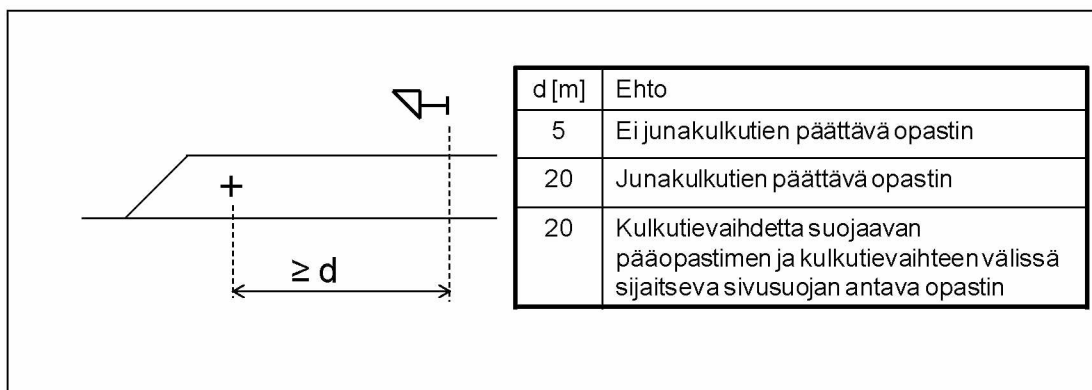 ≥ d
d [m] Ehto
5 Ei junakulkutien päättävä opastin
20 Junakulkutien päättävä opastin
20 Kulkutievaihdetta suojaavan
pääopastimen ja kulkutievaihteen välissä
sijaitseva sivusuojan antava opastin